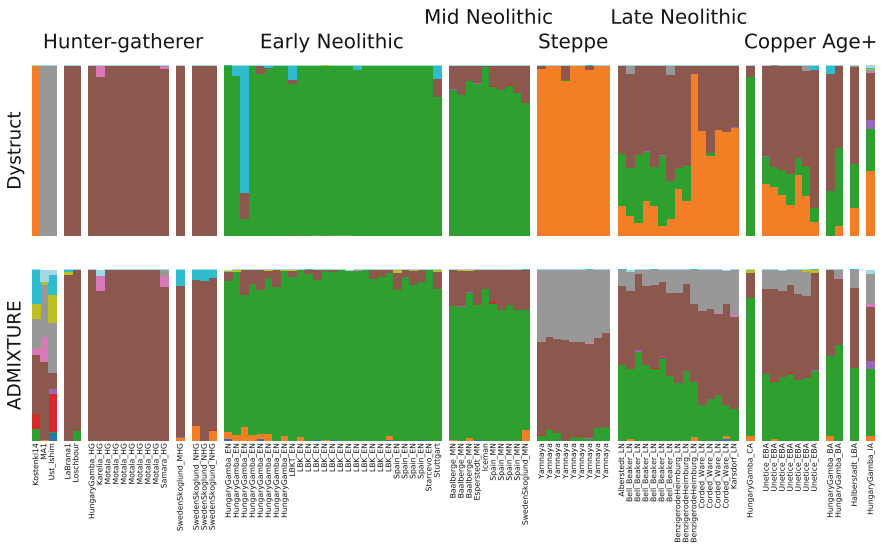 Mid Neolithic
Late Neolithic
Hunter-gatherer
Early Neolithic
Steppe
Copper Age+
Dystruct
ADMIXTURE
Kostenki14
MA1
Ust_Ishim
LaBrana1
Loschbour
HungaryGamba_HG
Karelia_HG
Motala_HG
Motala_HG
Motala_HG
Motala_HG
Motala_HG
Motala_HG
Motala_HG
Samara_HG
SwedenSkoglund_MHG
SwedenSkoglund_NHG
SwedenSkoglund_NHG
SwedenSkoglund_NHG
HungaryGamba_EN
HungaryGamba_EN
HungaryGamba_EN
HungaryGamba_EN
HungaryGamba_EN
HungaryGamba_EN
HungaryGamba_EN
HungaryGamba_EN
LBKT_EN
LBK_EN
LBK_EN
LBK_EN
LBK_EN
LBK_EN
LBK_EN
LBK_EN
LBK_EN
LBK_EN
LBK_EN
LBK_EN
LBK_EN
Spain_EN
Spain_EN
Spain_EN
Spain_EN
Starcevo_EN
Stuttgart
Baalberge_MN
Baalberge_MN
Esperstedt_MN
Iceman
Spain_MN
Spain_MN
Spain_MN
Spain_MN
SwedenSkoglund_MN
Yamnaya
Yamnaya
Yamnaya
Yamnaya
Yamnaya
Yamnaya
Yamnaya
Yamnaya
Yamnaya
Alberstedt_LN
Bell_Beaker_LN
Bell_Beaker_LN
Bell_Beaker_LN
Bell_Beaker_LN
Bell_Beaker_LN
Bell_Beaker_LN
BenzigerodeHeimburg_LN
BenzigerodeHeimburg_LN
BenzigerodeHeimburg_LN
Corded_Ware_LN
Corded_Ware_LN
Corded_Ware_LN
Corded_Ware_LN
Karsdorf_LN
HungaryGamba_CA
Unetice_EBA
Unetice_EBA
Unetice_EBA
Unetice_EBA
Unetice_EBA
Unetice_EBA
Unetice_EBA
HungaryGamba_BA
HungaryGamba_BA
Halberstadt_LBA
HungaryGamba_IA